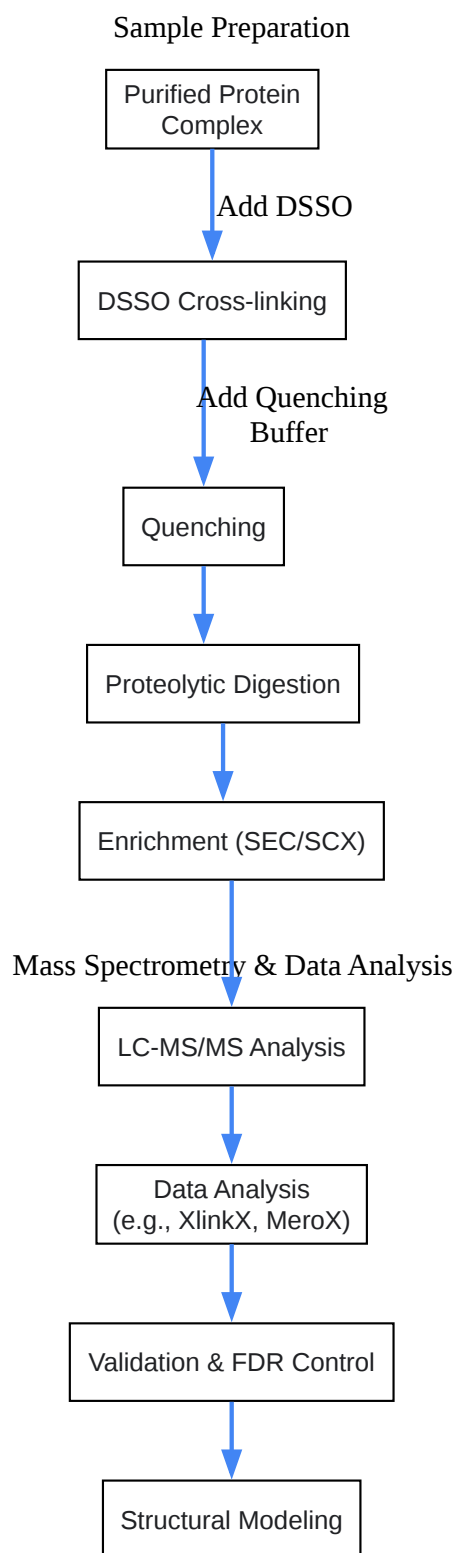 Sample Preparation
Purified Protein
Complex
Add DSSO
DSSO Cross-linking
Add Quenching
Buffer
Quenching
Proteolytic Digestion
Enrichment (SEC/SCX)
Mass Spectrometry & Data Analysis
LC-MS/MS Analysis
Data Analysis
(e.g., XlinkX, MeroX)
Validation & FDR Control
Structural Modeling